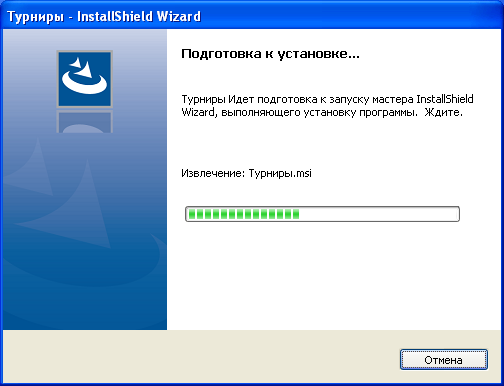 Турниры - InstallShield Wizard
Подготовка к установке...
Турниры Идет подготовка к запуску мастера InstallShield
Wizard, выполняющего установку программы.  Ждите.
Извлечение: Турниры.msi
Отмена